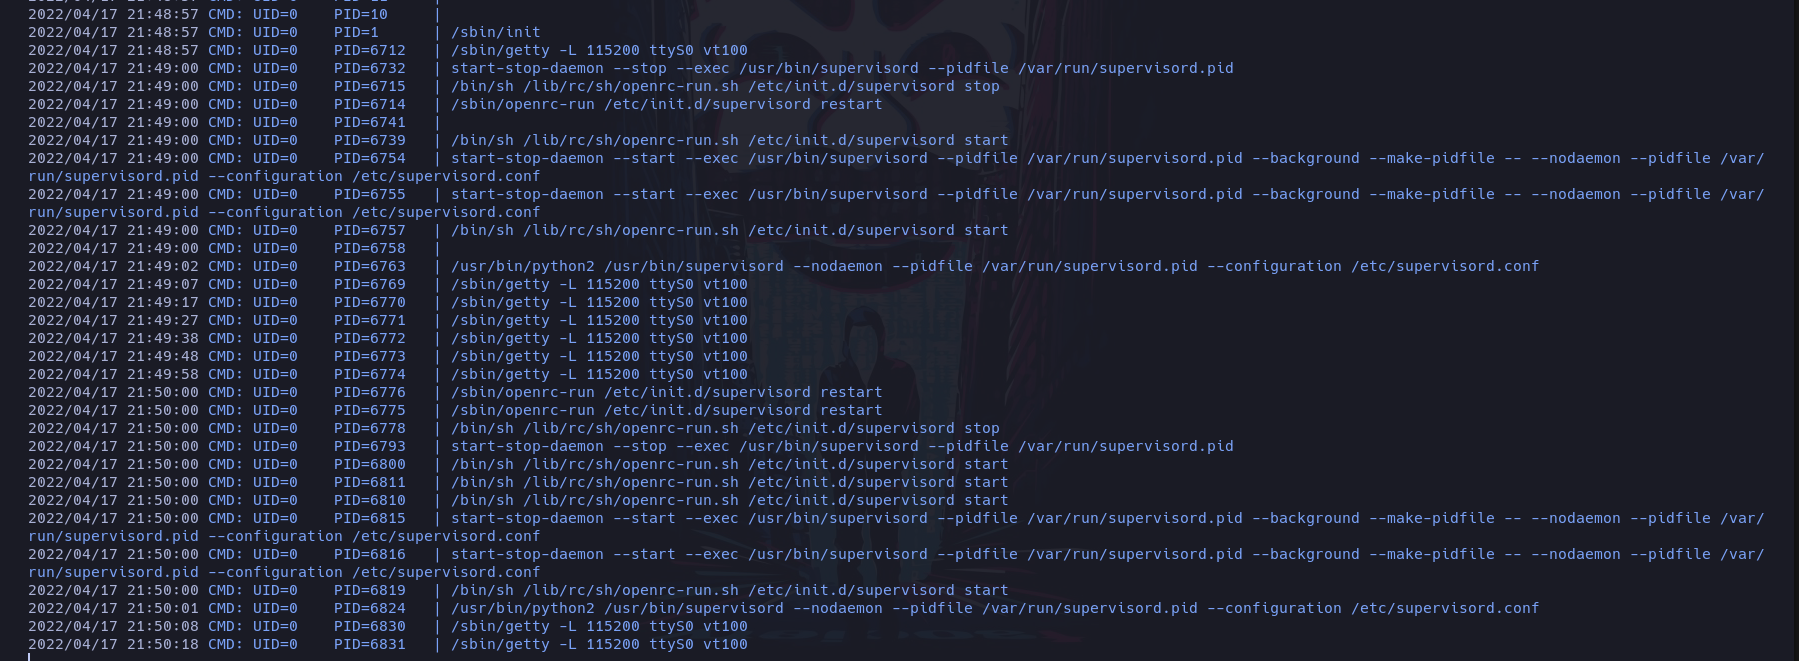 2022/04/17 21:48:57 CMD: UID=0    PID=10     |
2022/04/17 21:48:57 CMD: UID=0    PID=1      | /sbin/init
2022/04/17 21:48:57 CMD: UID=0    PID=6712   | /sbin/getty -L 115200 ttyS0 vt100
2022/04/17 21:49:00 CMD: UID=0    PID=6732   | start-stop-daemon --stop --exec /usr/bin/supervisord --pidfile /var/run/supervisord.pid
2022/04/17 21:49:00 CMD: UID=0    PID=6715   | /bin/sh /lib/rc/sh/openrc-run.sh /etc/init.d/supervisord stop
2022/04/17 21:49:00 CMD: UID=0    PID=6714   | /sbin/openrc-run /etc/init.d/supervisord restart
2022/04/17 21:49:00 CMD: UID=0    PID=6741   |
2022/04/17 21:49:00 CMD: UID=0    PID=6739   | /bin/sh /lib/rc/sh/openrc-run.sh /etc/init.d/supervisord start
2022/04/17 21:49:00 CMD: UID=0    PID=6754   | start-stop-daemon --start --exec /usr/bin/supervisord --pidfile /var/run/supervisord.pid --background --make-pidfile -- --nodaemon --pidfile /var/
run/supervisord.pid --configuration /etc/supervisord.conf
2022/04/17 21:49:00 CMD: UID=0    PID=6755   | start-stop-daemon --start --exec /usr/bin/supervisord --pidfile /var/run/supervisord.pid --background --make-pidfile -- --nodaemon --pidfile /var/
run/supervisord.pid --configuration /etc/supervisord.conf
2022/04/17 21:49:00 CMD: UID=0    PID=6757   | /bin/sh /lib/rc/sh/openrc-run.sh /etc/init.d/supervisord start
2022/04/17 21:49:00 CMD: UID=0    PID=6758   |
2022/04/17 21:49:02 CMD: UID=0    PID=6763   | /usr/bin/python2 /usr/bin/supervisord --nodaemon --pidfile /var/run/supervisord.pid --configuration /etc/supervisord.conf
2022/04/17 21:49:07 CMD: UID=0    PID=6769   | /sbin/getty -L 115200 ttyS0 vt100
2022/04/17 21:49:17 CMD: UID=0    PID=6770   | /sbin/getty -L 115200 ttyS0 vt100
2022/04/17 21:49:27 CMD: UID=0    PID=6771   | /sbin/getty -L 115200 ttyS0 vt100
2022/04/17 21:49:38 CMD: UID=0    PID=6772   | /sbin/getty -L 115200 ttyS0 vt100
2022/04/17 21:49:48 CMD: UID=0    PID=6773   | /sbin/getty -L 115200 ttyS0 vt100
2022/04/17 21:49:58 CMD: UID=0    PID=6774   | /sbin/getty -L 115200 ttyS0 vt100
2022/04/17 21:50:00 CMD: UID=0    PID=6776   | /sbin/openrc-run /etc/init.d/supervisord restart
2022/04/17 21:50:00 CMD: UID=0    PID=6775   | /sbin/openrc-run /etc/init.d/supervisord restart
2022/04/17 21:50:00 CMD: UID=0    PID=6778   | /bin/sh /lib/rc/sh/openrc-run.sh /etc/init.d/supervisord stop
2022/04/17 21:50:00 CMD: UID=0    PID=6793   | start-stop-daemon --stop --exec /usr/bin/supervisord --pidfile /var/run/supervisord.pid
2022/04/17 21:50:00 CMD: UID=0    PID=6800   | /bin/sh /lib/rc/sh/openrc-run.sh /etc/init.d/supervisord start
2022/04/17 21:50:00 CMD: UID=0    PID=6811   | /bin/sh /lib/rc/sh/openrc-run.sh /etc/init.d/supervisord start
2022/04/17 21:50:00 CMD: UID=0    PID=6810   | /bin/sh /lib/rc/sh/openrc-run.sh /etc/init.d/supervisord start
2022/04/17 21:50:00 CMD: UID=0    PID=6815   | start-stop-daemon --start --exec /usr/bin/supervisord --pidfile /var/run/supervisord.pid --background --make-pidfile -- --nodaemon --pidfile /var/
run/supervisord.pid --configuration /etc/supervisord.conf
2022/04/17 21:50:00 CMD: UID=0    PID=6816   | start-stop-daemon --start --exec /usr/bin/supervisord --pidfile /var/run/supervisord.pid --background --make-pidfile -- --nodaemon --pidfile /var/
run/supervisord.pid --configuration /etc/supervisord.conf
2022/04/17 21:50:00 CMD: UID=0    PID=6819   | /bin/sh /lib/rc/sh/openrc-run.sh /etc/init.d/supervisord start
2022/04/17 21:50:01 CMD: UID=0    PID=6824   | /usr/bin/python2 /usr/bin/supervisord --nodaemon --pidfile /var/run/supervisord.pid --configuration /etc/supervisord.conf
2022/04/17 21:50:08 CMD: UID=0    PID=6830   | /sbin/getty -L 115200 ttyS0 vt100
2022/04/17 21:50:18 CMD: UID=0    PID=6831   | /sbin/getty -L 115200 ttyS0 vt100